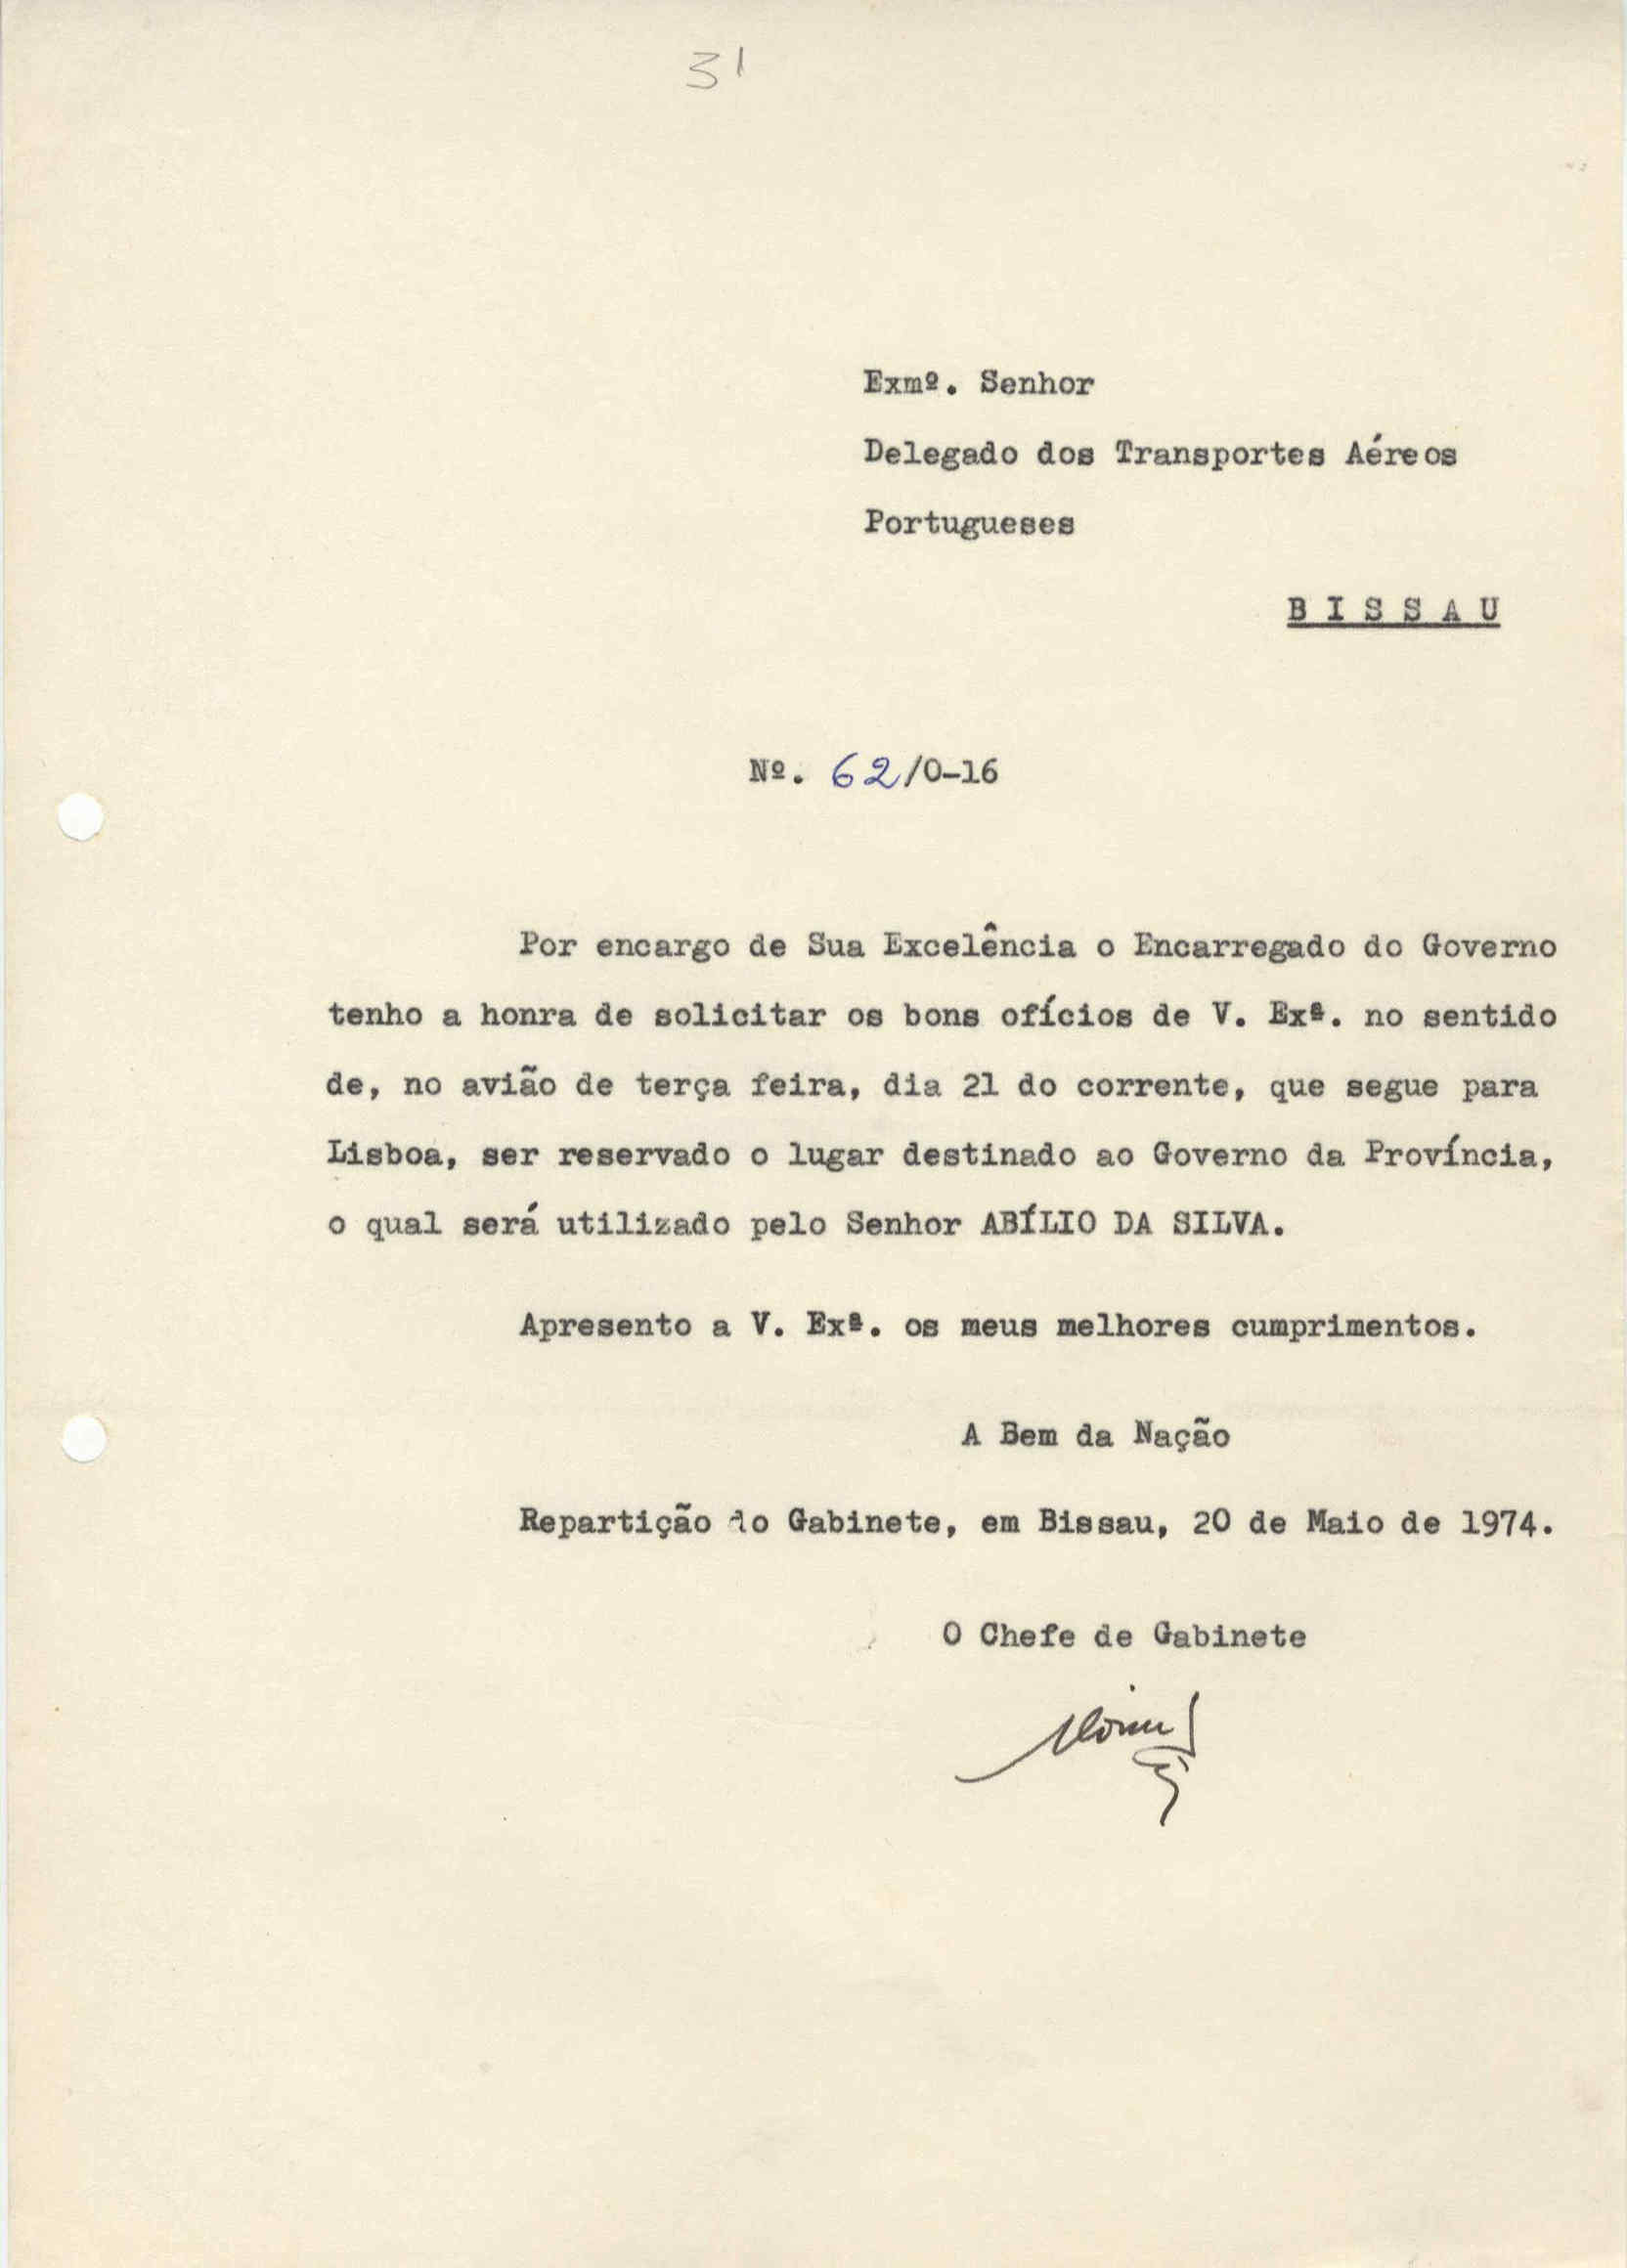 31
Exmº. Senhor
Delegado dos Transportes Aéreos
Portugueses
B I S S A U
Nº. 62/0-16
Por encargo de Sua Excelência o Encarregado do Governo
tenho a honra de solicitar os bons ofícios de V. Exª. no sentido
de, no avião de terça feira, dia 21 do corrente, que segue para
Lisboa, ser reservado o lugar destinado ao Governo da Província,
o qual será utilizado pelo Senhor ABÍLIO DA SILVA.
Apresento a V. Exª. os meus melhores cumprimentos.
A Bem da Nação
Repartição do Gabinete, em Bissau, 20 de Maio de 1974.
O Chefe de Gabinete